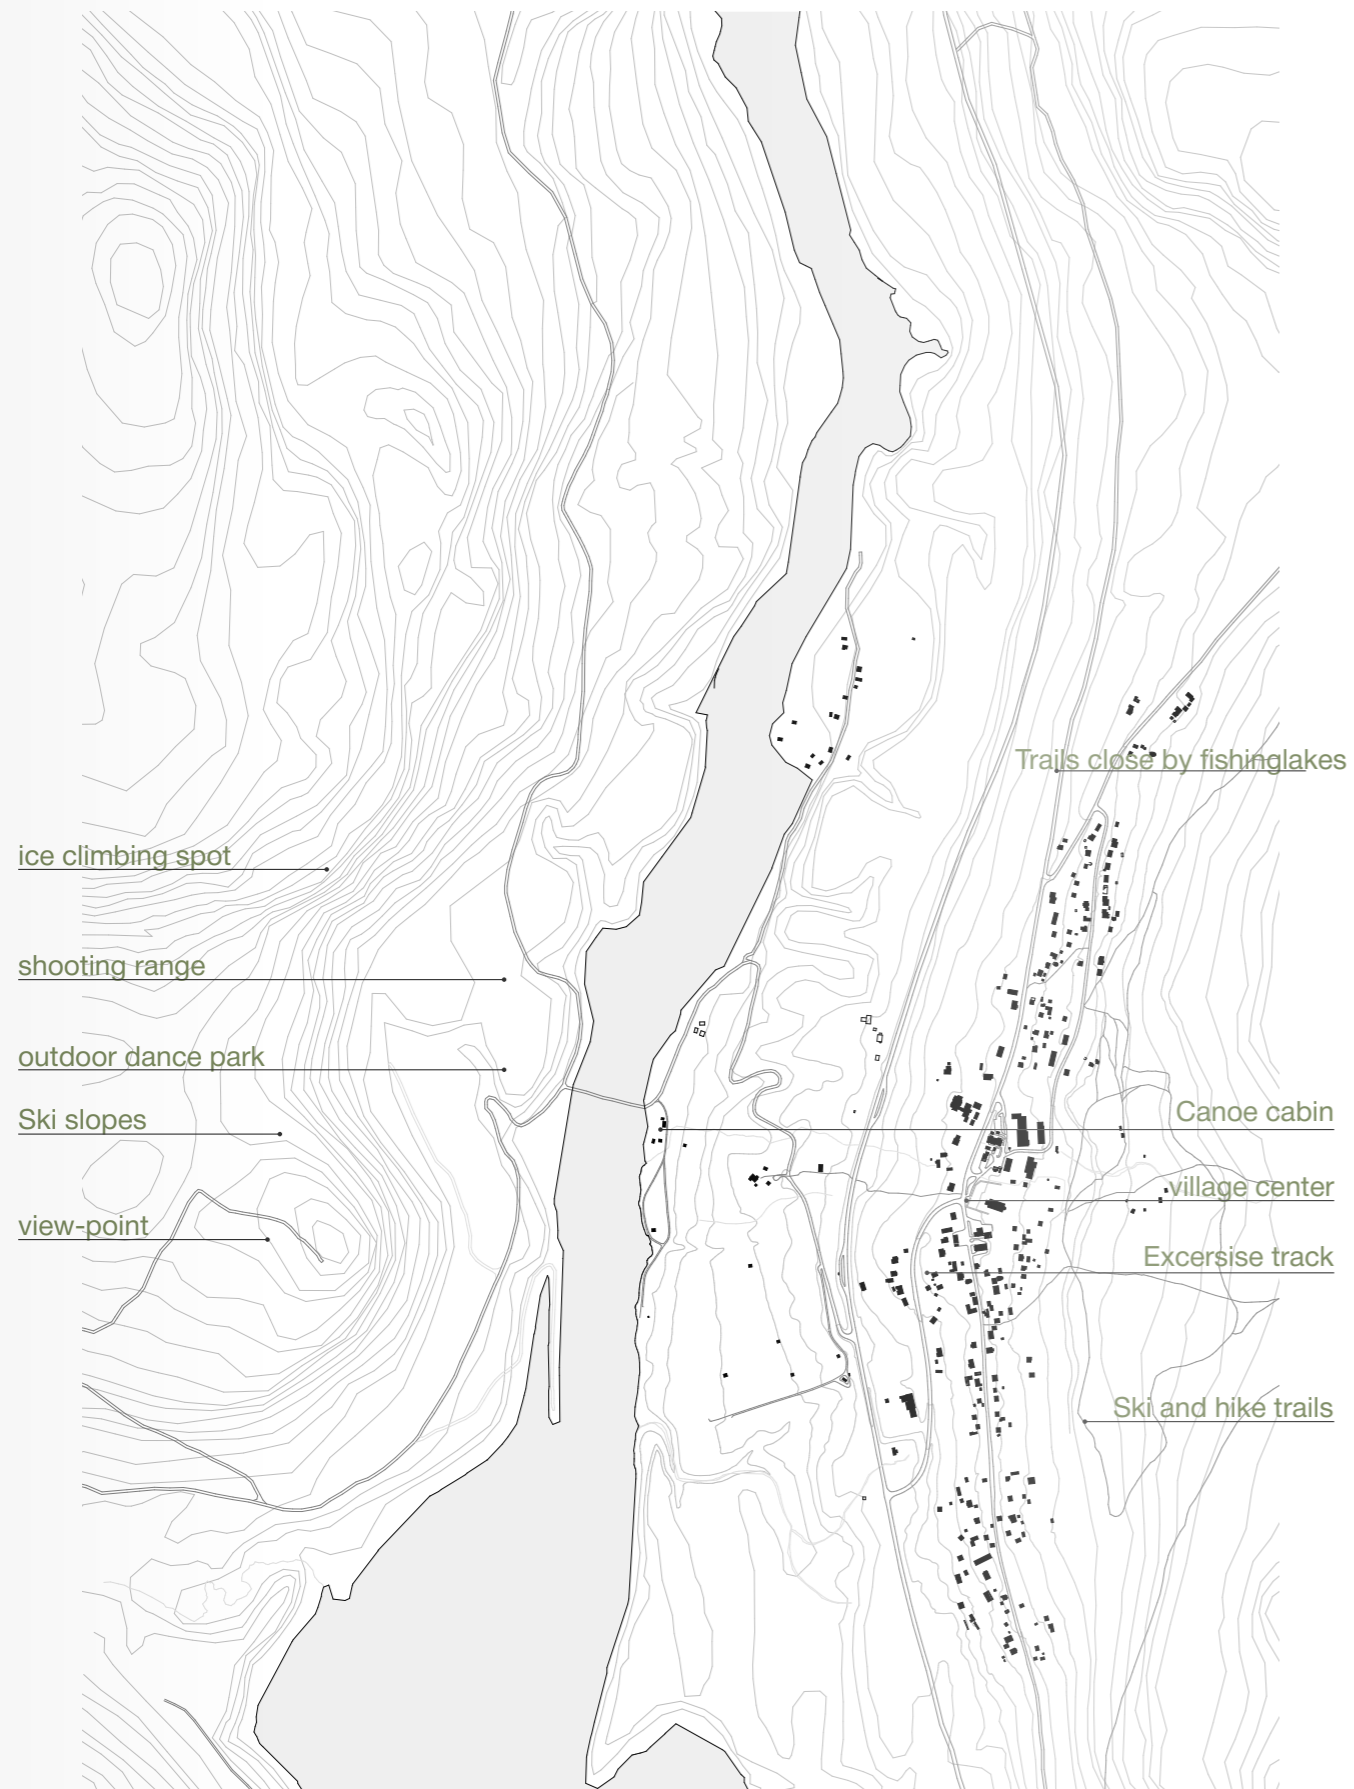 Trails close by fishinglakes
ice climbing spot
shooting range
outdoor dance park
Ski slopes
view-point
Canoe cabin
village center
Excersise track
Ski and hike trails